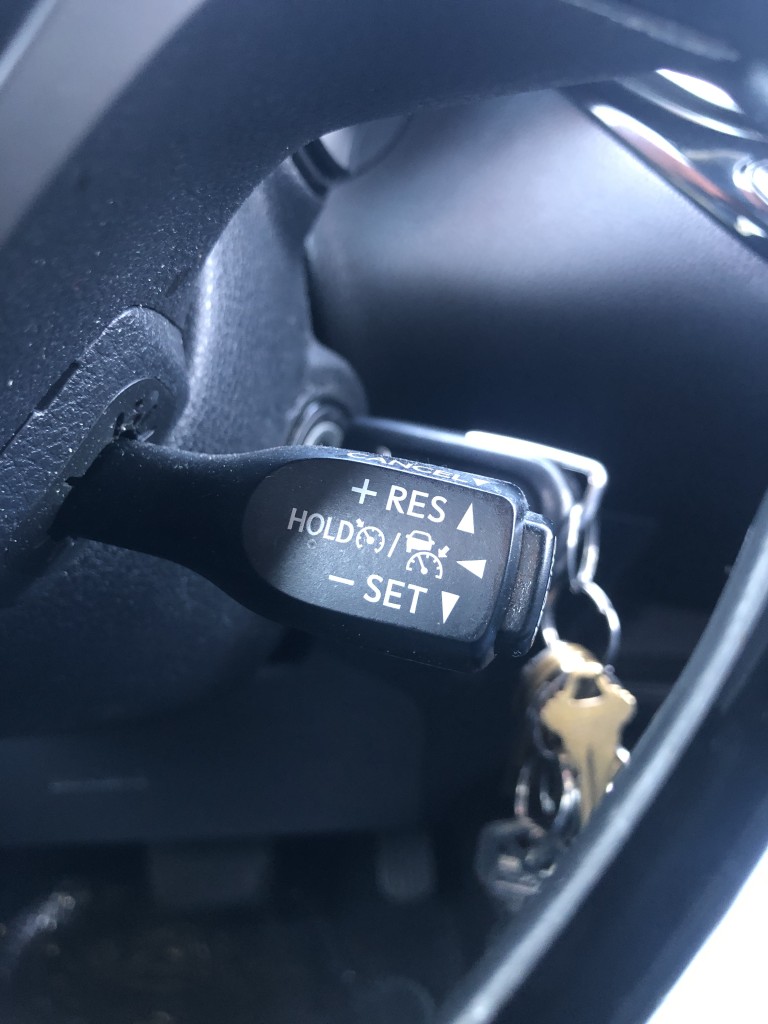 CANCEL ▼
+ RES ▲
HOLD / ◀
− SET ▼